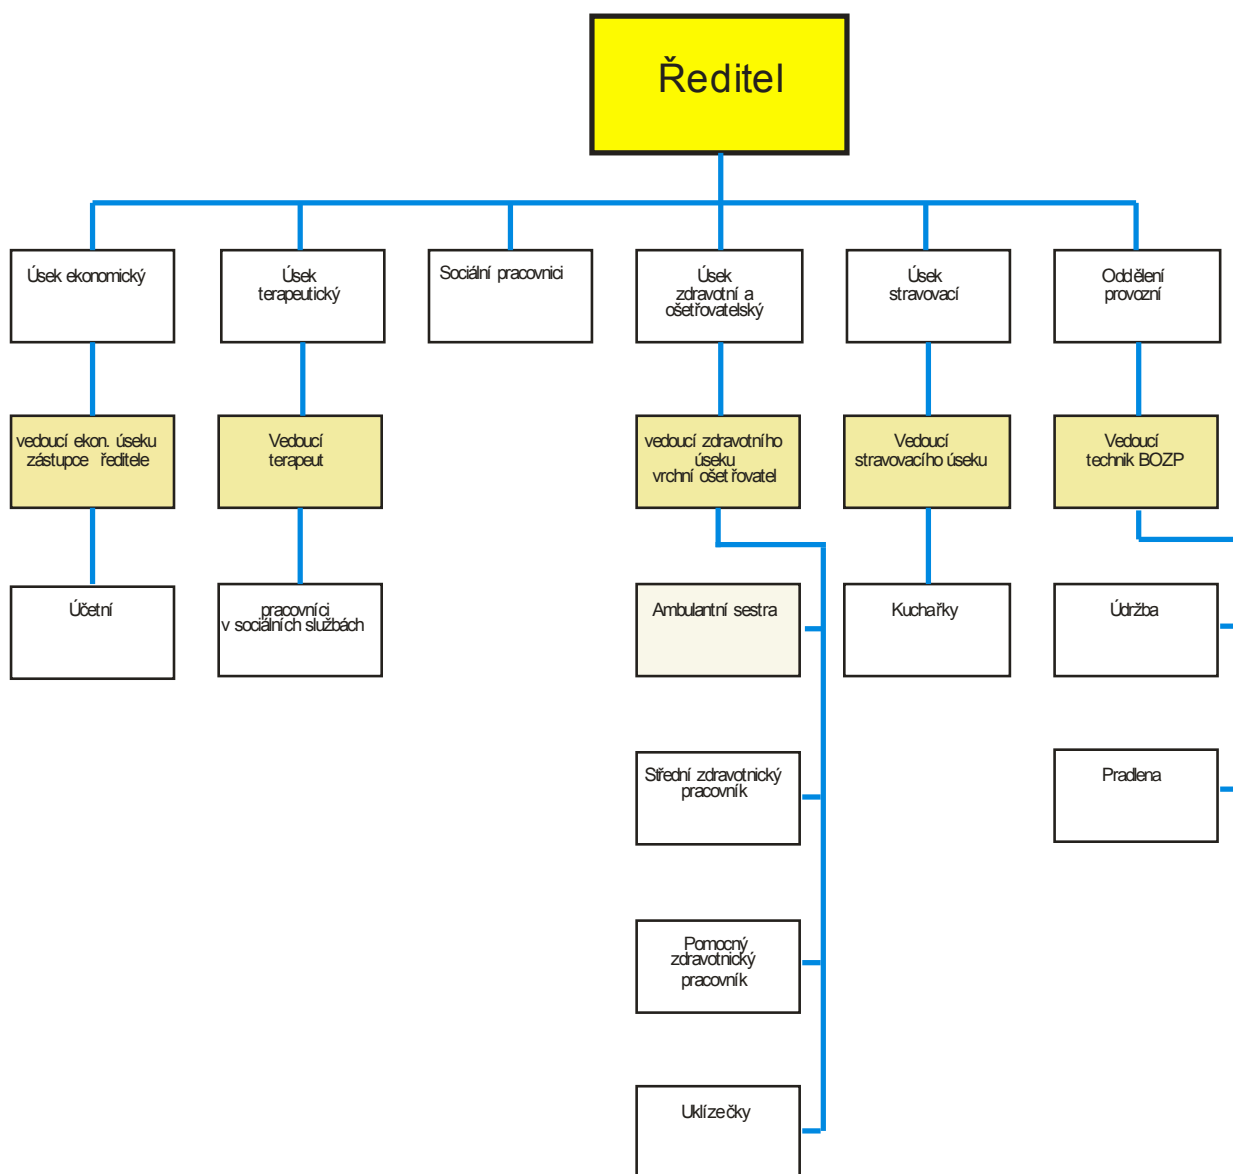 Ředitel
Úsek ekonomický
Úsek
terapeutický
Sociální pracovnici
Úsek
zdravotní a
ošetřovatelský
Úsek
stravovací
Oddělení
provozní
vedoucí ekon. úseku
zástupce ředitele
Vedoucí
terapeut
vedoucí zdravotního
úseku
vrchní ošetřovatel
Vedoucí
stravovacího úseku
Vedoucí
technik BOZP
Účetní
pracovníci
v sociálních službách
Ambulantní sestra
Kuchařky
Údržba
Střední zdravotnický
pracovník
Pradlena
Pomocný
zdravotnický
pracovník
Uklízečky